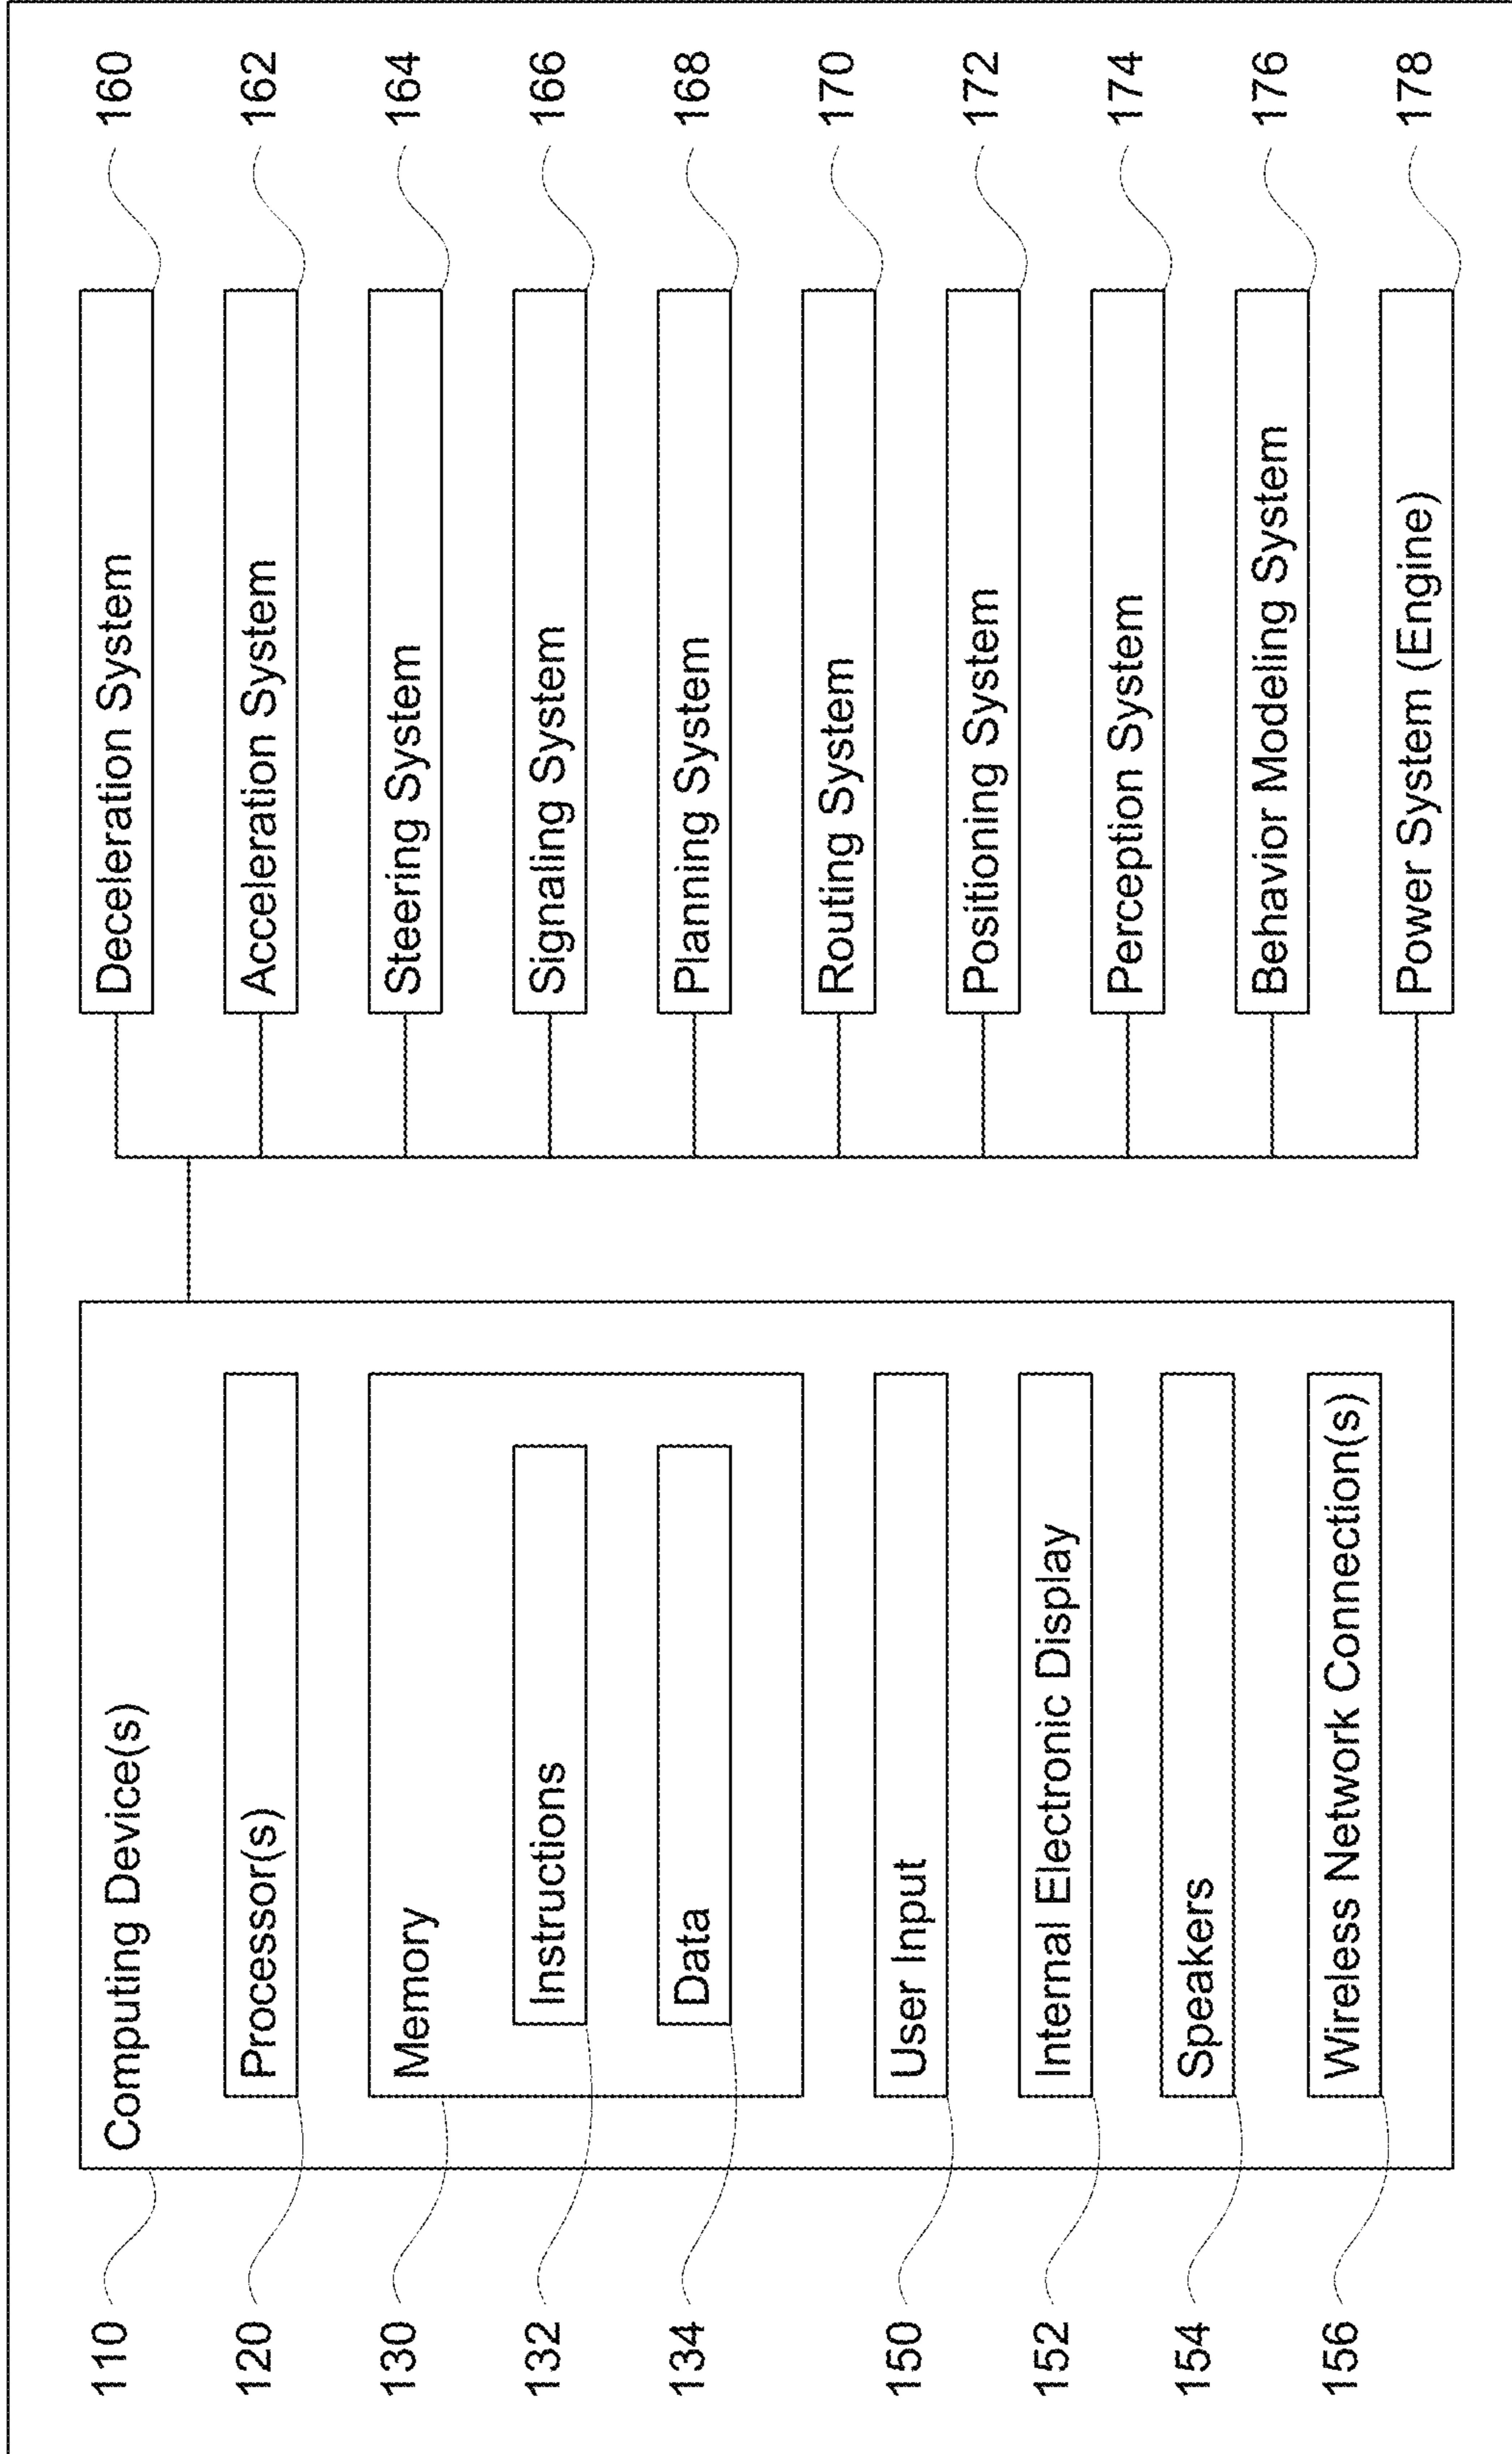 110
Computing Device(s)
120
Processor(s)
130
Memory
132
Instructions
134
Data
150
User Input
152
Internal Electronic Display
154
Speakers
156
Wireless Network Connection(s)
Deceleration System
160
Acceleration System
162
Steering System
164
Signaling System
166
Planning System
168
Routing System
170
Positioning System
172
Perception System
174
Behavior Modeling System
176
Power System (Engine)
178